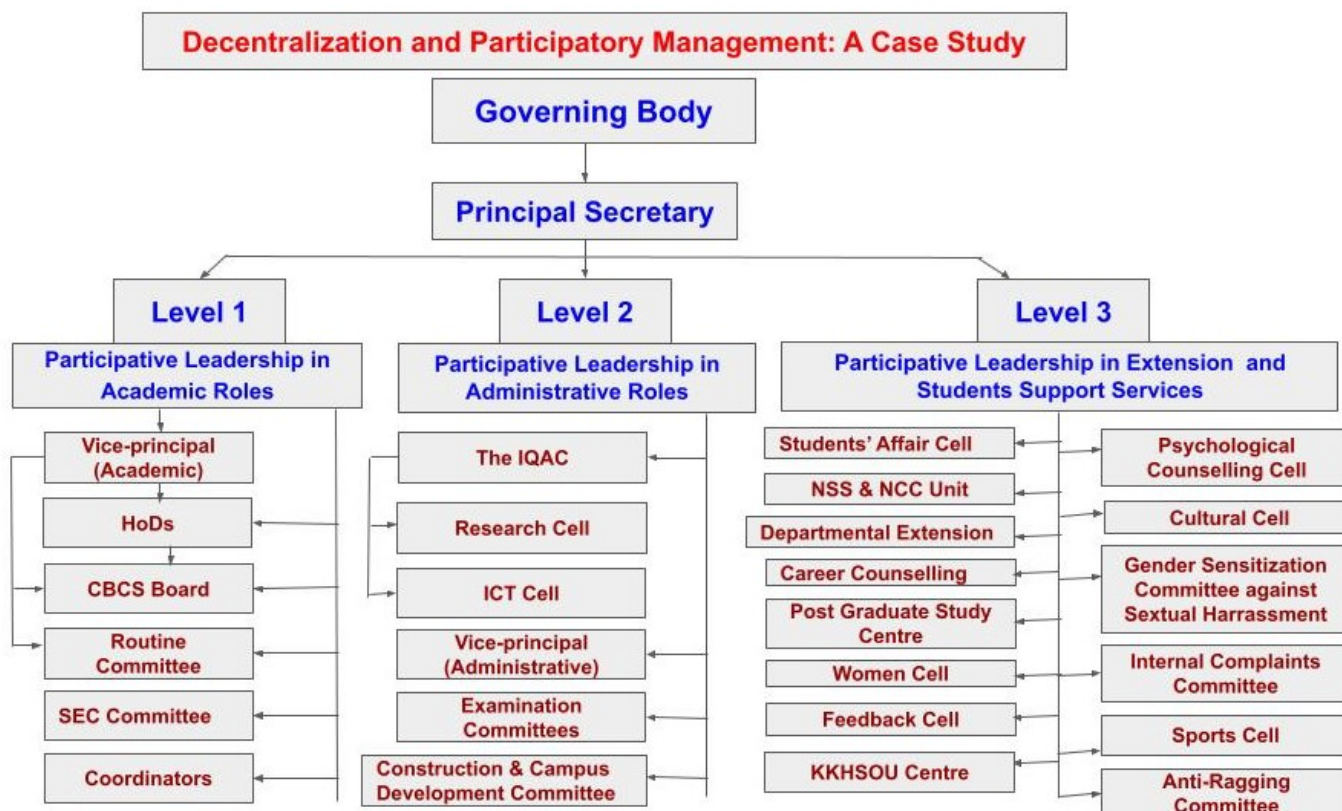 Decentralization and Participatory Management: A Case Study
Governing Body
Principal Secretary
Level 1
Participative Leadership in
Academic Roles
Vice-principal
(Academic)
HoDs
CBCS Board
Routine
Committee
SEC Committee
Coordinators
Level 2
Participative Leadership in
Administrative Roles
The IQAC
Research Cell
ICT Cell
Vice-principal
(Administrative)
Examination
Committees
Construction & Campus
Development Committee
Level 3
Participative Leadership in Extension and
Students Support Services
Students' Affair Cell
NSS & NCC Unit
Departmental Extension
Career Counselling
Post Graduate Study
Centre
Women Cell
Feedback Cell
KKHSOU Centre
Psychological
Counselling Cell
Cultural Cell
Gender Sensitization
Committee against
Sextual Harrassment
Internal Complaints
Committee
Sports Cell
Anti-Ragging
Committee